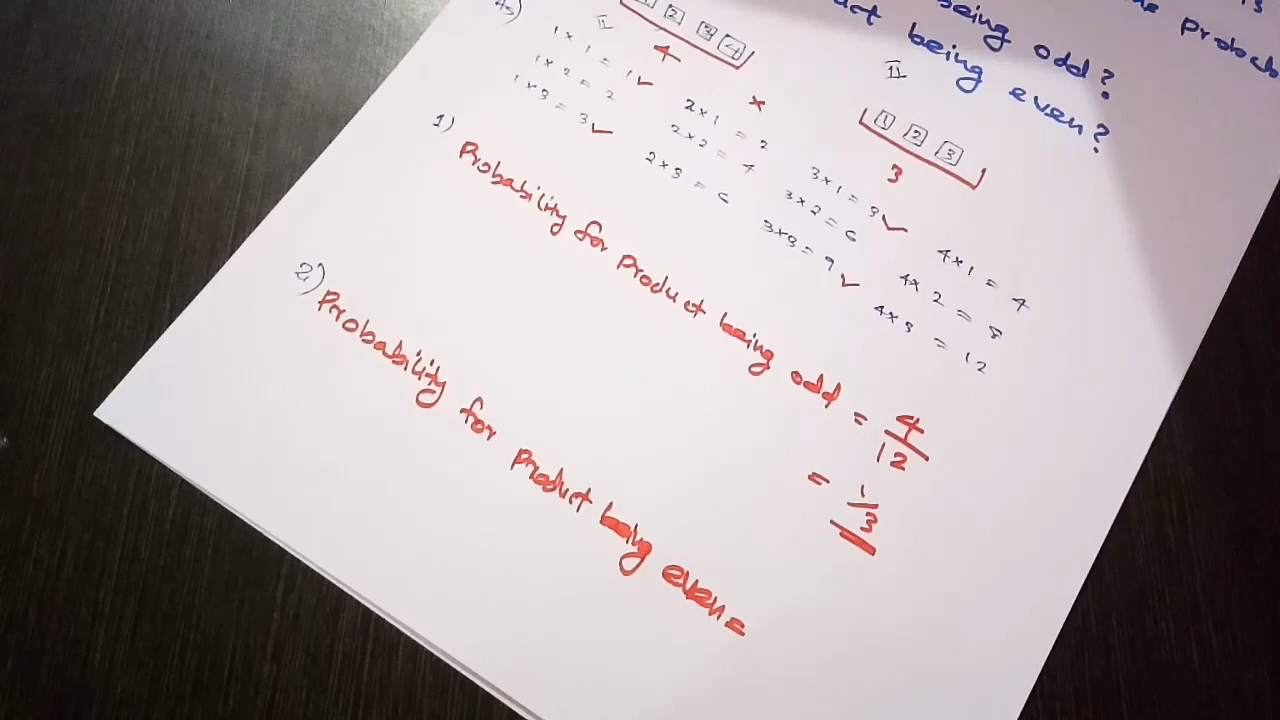 being odd?
being even?
I
II
2 3 4
4
×
1 2 3
3
1 × 1 = 1 ✓
1 × 2 = 2
1 × 3 = 3 ✓
2 × 1 = 2
2 × 2 = 4
2 × 3 = 6
3 × 1 = 3 ✓
3 × 2 = 6
3 × 3 = 9 ✓
4 × 1 = 4
4 × 2 = 8
4 × 3 = 12
1) Probability for product being odd = 4/12
= 1/3
2) Probability for product being even =